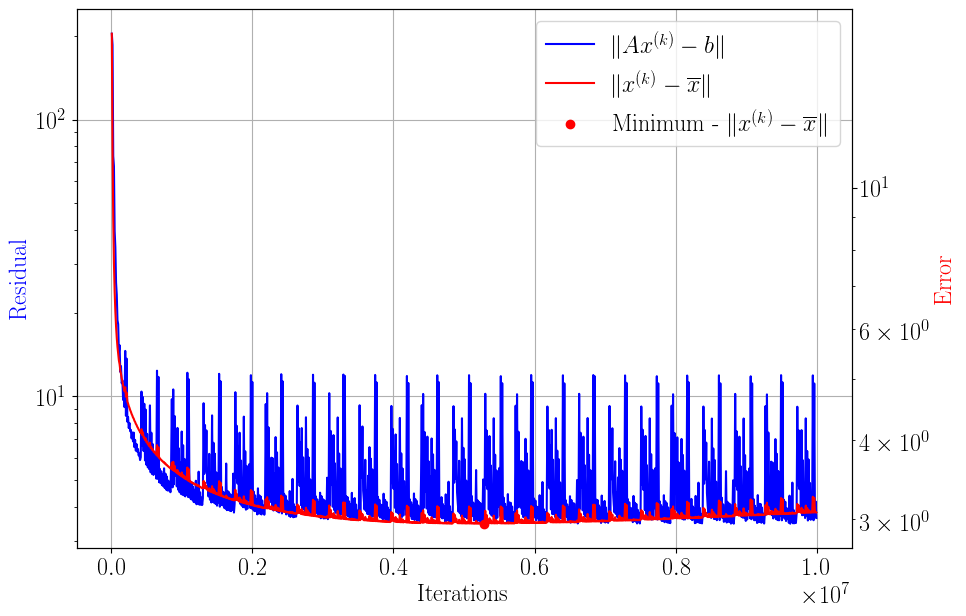 ‖Ax^(k) − b‖
‖x^(k) − x̅‖
Minimum - ‖x^(k) − x̅‖
10^2
10^1
Residual
10^1
6 × 10^0
4 × 10^0
3 × 10^0
Error
0.0 0.2 0.4 0.6 0.8 1.0
×10^7
Iterations